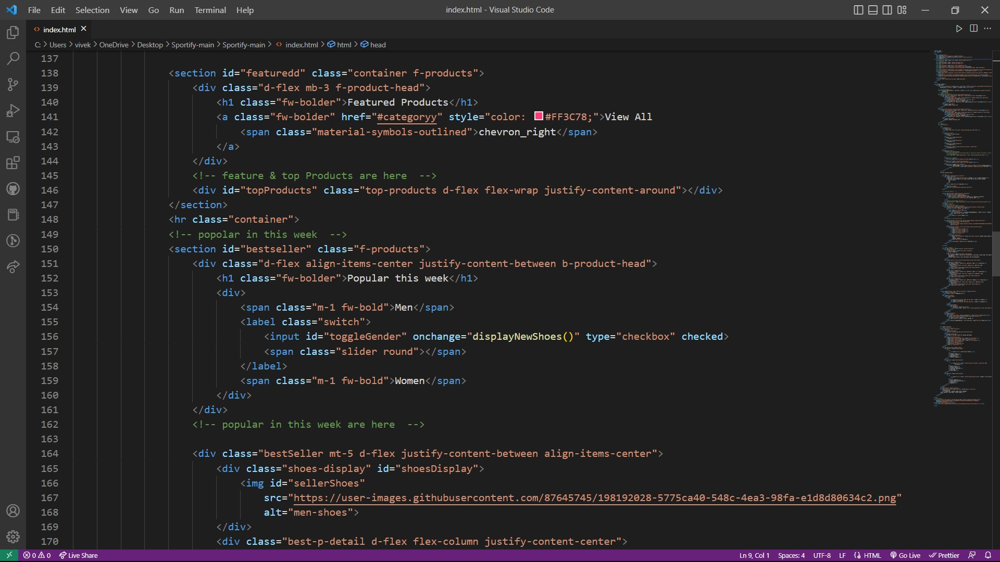 File Edit Selection View Go Run Terminal Help
index.html - Visual Studio Code
index.html
C: > Users > vivek > OneDrive > Desktop > Sportify-main > Sportify-main > index.html > html > head
137
138 <section id="featuredd" class="container f-products">
139 <div class="d-flex mb-3 f-product-head">
140 <h1 class="fw-bolder">Featured Products</h1>
141 <a class="fw-bolder" href="#categoryy" style="color: #FF3C78;">View All
142 <span class="material-symbols-outlined">chevron_right</span>
143 </a>
144 </div>
145 <!-- feature & top Products are here  -->
146 <div id="topProducts" class="top-products d-flex flex-wrap justify-content-around"></div>
147 </section>
148 <hr class="container">
149 <!-- popolar in this week  -->
150 <section id="bestseller" class="f-products">
151 <div class="d-flex align-items-center justify-content-between b-product-head">
152 <h1 class="fw-bolder">Popular this week</h1>
153 <div>
154 <span class="m-1 fw-bold">Men</span>
155 <label class="switch">
156 <input id="toggleGender" onchange="displayNewShoes()" type="checkbox" checked>
157 <span class="slider round"></span>
158 </label>
159 <span class="m-1 fw-bold">Women</span>
160 </div>
161 </div>
162 <!-- popular in this week are here  -->
163
164 <div class="bestSeller mt-5 d-flex justify-content-between align-items-center">
165 <div class="shoes-display" id="shoesDisplay">
166 <img id="sellerShoes"
167 src="https://user-images.githubusercontent.com/87645745/198192028-5775ca40-548c-4ea3-98fa-e1d8d80634c2.png"
168 alt="men-shoes">
169 </div>
170 <div class="best-p-detail d-flex flex-column justify-content-center">
0 0 Live Share
Ln 9, Col 1 Spaces: 4 UTF-8 LF HTML Go Live Prettier